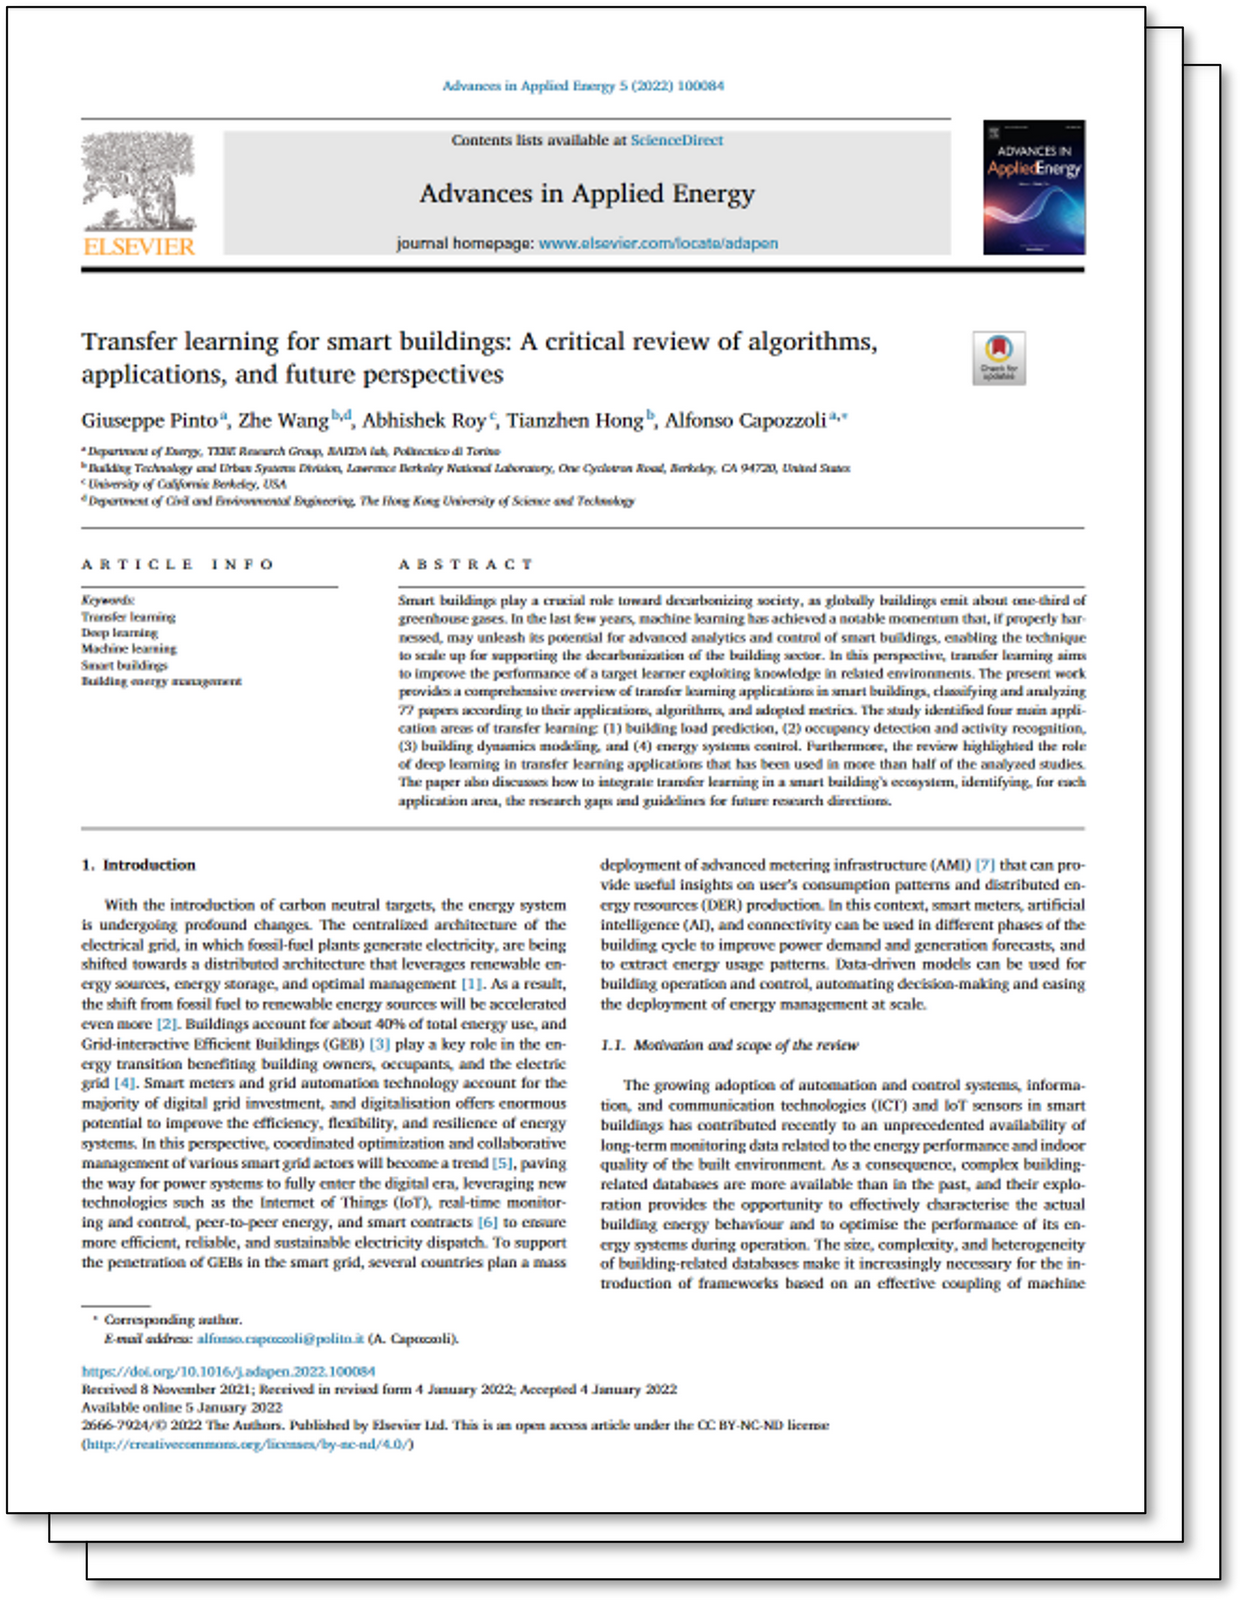 Advances in Applied Energy 5 (2022) 100084
Contents lists available at ScienceDirect
Advances in Applied Energy
journal homepage: www.elsevier.com/locate/adapen
ELSEVIER
ADVANCES IN
AppliedEnergy
Transfer learning for smart buildings: A critical review of algorithms,
applications, and future perspectives
Check for
updates
Giuseppe Pinto a, Zhe Wang b,d, Abhishek Roy c, Tianzhen Hong b, Alfonso Capozzoli a,*
a Department of Energy, TEBE Research Group, BAEDA lab, Politecnico di Torino
b Building Technology and Urban Systems Division, Lawrence Berkeley National Laboratory, One Cyclotron Road, Berkeley, CA 94720, United States
c University of California Berkeley, USA
d Department of Civil and Environmental Engineering, The Hong Kong University of Science and Technology
ARTICLE INFO
Keywords:
Transfer learning
Deep learning
Machine learning
Smart buildings
Building energy management
ABSTRACT
Smart buildings play a crucial role toward decarbonizing society, as globally buildings emit about one-third of
greenhouse gases. In the last few years, machine learning has achieved a notable momentum that, if properly har-
nessed, may unleash its potential for advanced analytics and control of smart buildings, enabling the technique
to scale up for supporting the decarbonization of the building sector. In this perspective, transfer learning aims
to improve the performance of a target learner exploiting knowledge in related environments. The present work
provides a comprehensive overview of transfer learning applications in smart buildings, classifying and analyzing
77 papers according to their applications, algorithms, and adopted metrics. The study identified four main appli-
cation areas of transfer learning: (1) building load prediction, (2) occupancy detection and activity recognition,
(3) building dynamics modeling, and (4) energy systems control. Furthermore, the review highlighted the role
of deep learning in transfer learning applications that has been used in more than half of the analyzed studies.
The paper also discusses how to integrate transfer learning in a smart building's ecosystem, identifying, for each
application area, the research gaps and guidelines for future research directions.
1. Introduction
With the introduction of carbon neutral targets, the energy system
is undergoing profound changes. The centralized architecture of the
electrical grid, in which fossil-fuel plants generate electricity, are being
shifted towards a distributed architecture that leverages renewable en-
ergy sources, energy storage, and optimal management [1]. As a result,
the shift from fossil fuel to renewable energy sources will be accelerated
even more [2]. Buildings account for about 40% of total energy use, and
Grid-interactive Efficient Buildings (GEB) [3] play a key role in the en-
ergy transition benefiting building owners, occupants, and the electric
grid [4]. Smart meters and grid automation technology account for the
majority of digital grid investment, and digitalisation offers enormous
potential to improve the efficiency, flexibility, and resilience of energy
systems. In this perspective, coordinated optimization and collaborative
management of various smart grid actors will become a trend [5], paving
the way for power systems to fully enter the digital era, leveraging new
technologies such as the Internet of Things (IoT), real-time monitor-
ing and control, peer-to-peer energy, and smart contracts [6] to ensure
more efficient, reliable, and sustainable electricity dispatch. To support
the penetration of GEBs in the smart grid, several countries plan a mass
deployment of advanced metering infrastructure (AMI) [7] that can pro-
vide useful insights on user's consumption patterns and distributed en-
ergy resources (DER) production. In this context, smart meters, artificial
intelligence (AI), and connectivity can be used in different phases of the
building cycle to improve power demand and generation forecasts, and
to extract energy usage patterns. Data-driven models can be used for
building operation and control, automating decision-making and easing
the deployment of energy management at scale.
1.1. Motivation and scope of the review
The growing adoption of automation and control systems, informa-
tion, and communication technologies (ICT) and IoT sensors in smart
buildings has contributed recently to an unprecedented availability of
long-term monitoring data related to the energy performance and indoor
quality of the built environment. As a consequence, complex building-
related databases are more available than in the past, and their explo-
ration provides the opportunity to effectively characterise the actual
building energy behaviour and to optimise the performance of its en-
ergy systems during operation. The size, complexity, and heterogeneity
of building-related databases make it increasingly necessary for the in-
troduction of frameworks based on an effective coupling of machine
* Corresponding author.
E-mail address: alfonso.capozzoli@polito.it (A. Capozzoli).
https://doi.org/10.1016/j.adapen.2022.100084
Received 8 November 2021; Received in revised form 4 January 2022; Accepted 4 January 2022
Available online 5 January 2022
2666-7924/© 2022 The Authors. Published by Elsevier Ltd. This is an open access article under the CC BY-NC-ND license
(http://creativecommons.org/licenses/by-nc-nd/4.0/)